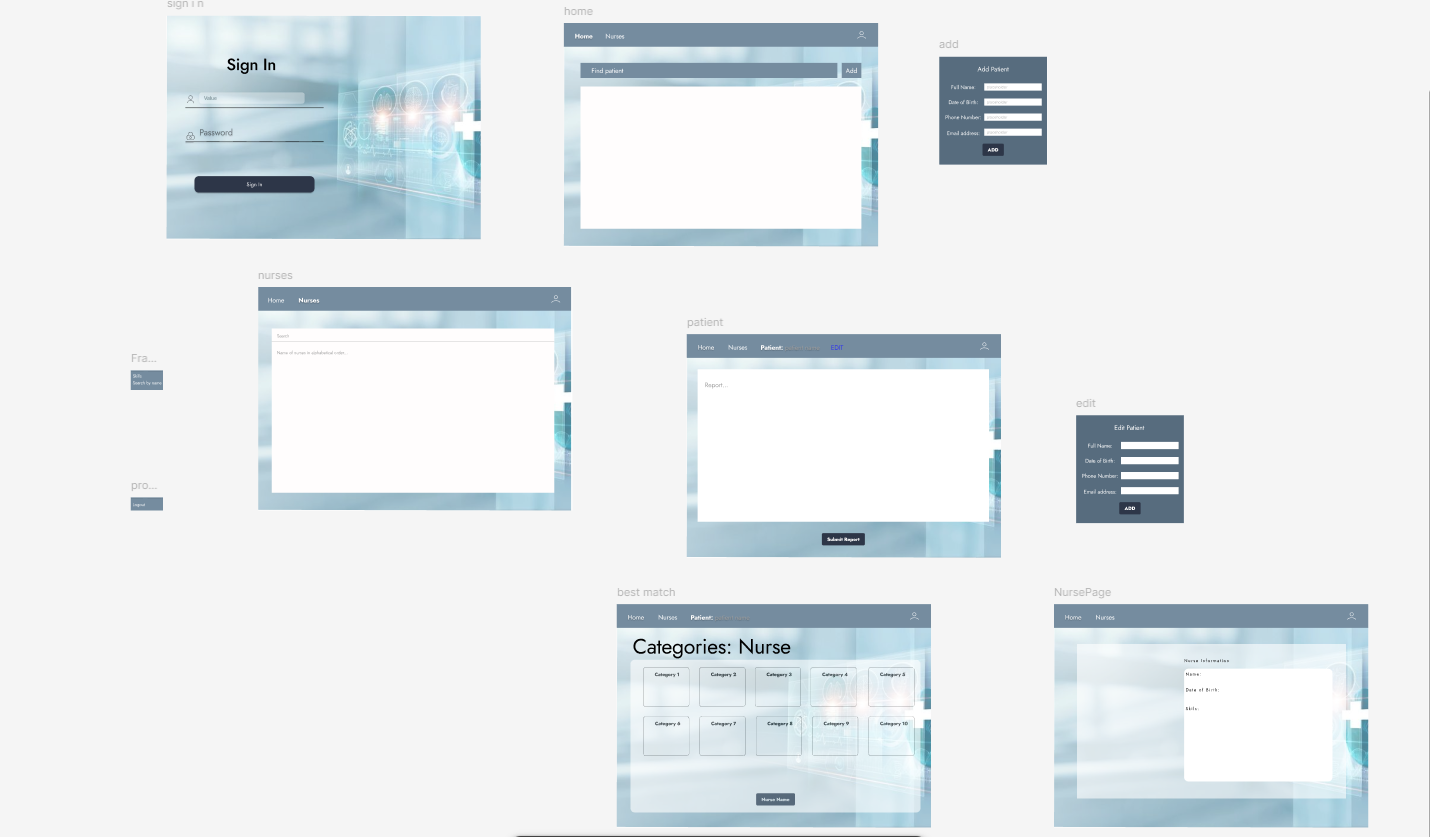 sign in
Sign In
Value
Password
Sign In
home
Home Nurses
Find patient Add
add
Add Patient
Full Name:
Date of Birth:
Phone Number:
Email address:
ADD
nurses
Home Nurses
Search
Name of nurse in alphabetical order...
Fra...
Skills
Search by name
pro...
Logout
patient
Home Nurses Patient: EDIT
Report...
Submit Report
edit
Edit Patient
Full Name:
Date of Birth:
Phone Number:
Email address:
ADD
best match
Home Nurses Patient:
Categories: Nurse
Category 1 Category 2 Category 3 Category 4 Category 5
Category 6 Category 7 Category 8 Category 9 Category 10
Nurse Name
NursePage
Home Nurses
Nurse Information
Name:
Date of Birth:
Skills: